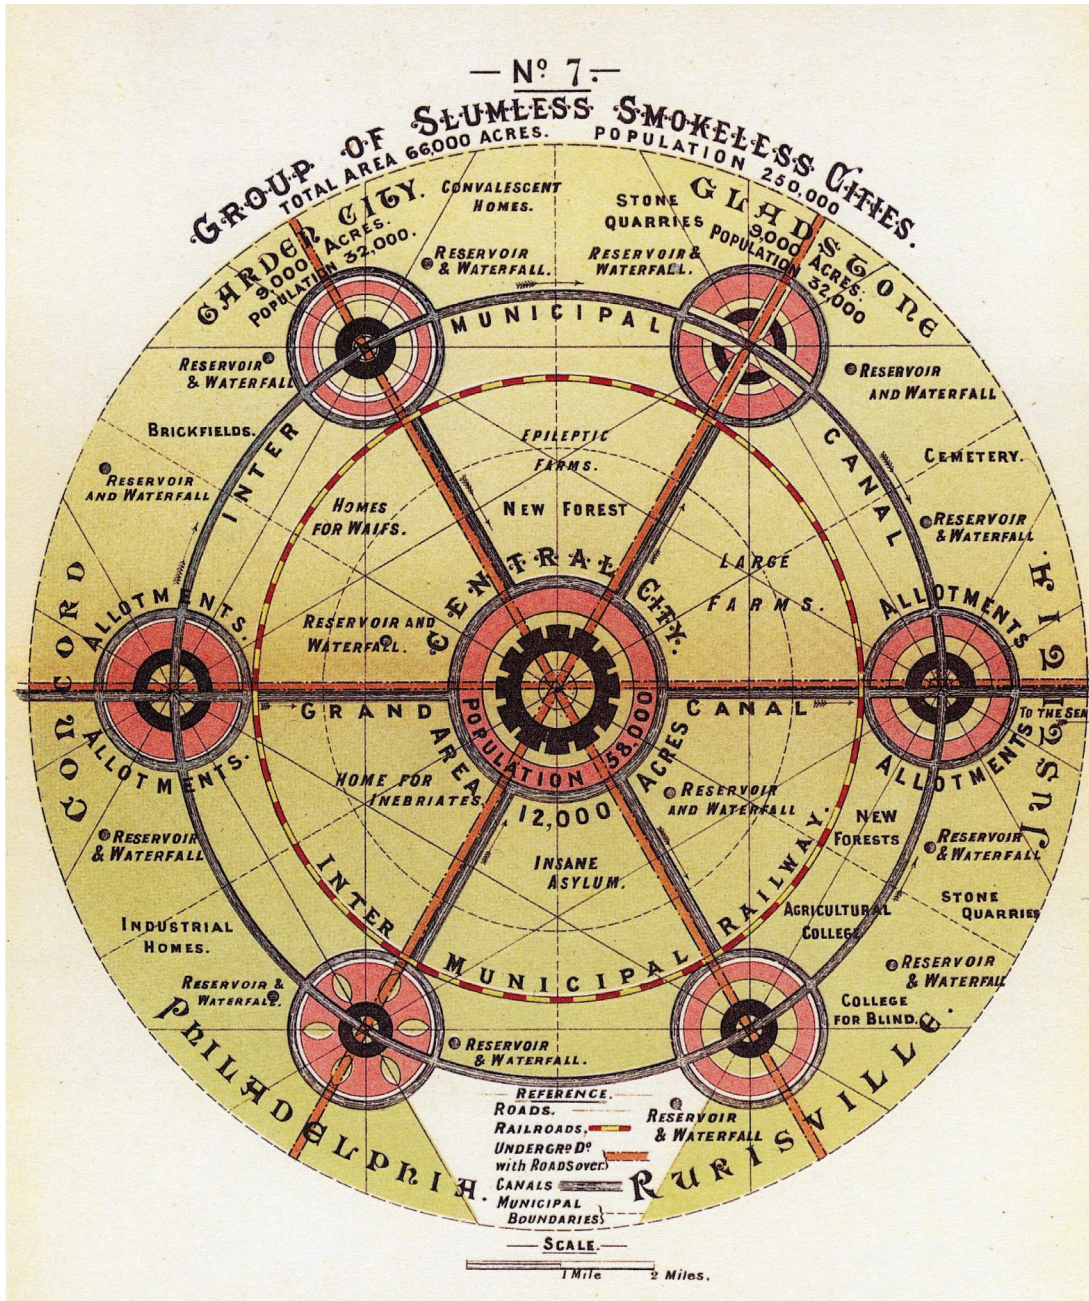 — Nº 7. —
GROUP OF SLUMLESS SMOKELESS CITIES.
TOTAL AREA 66,000 ACRES. POPULATION 250,000
GARDEN CITY.
9,000 ACRES.
POPULATION 32,000.
CONVALESCENT
HOMES.
STONE
QUARRIES
GLADSTONE
9,000 ACRES.
POPULATION 32,000
RESERVOIR
& WATERFALL.
RESERVOIR &
WATERFALL.
INTER MUNICIPAL CANAL
RESERVOIR
& WATERFALL
RESERVOIR
AND WATERFALL
BRICKFIELDS.
EPILEPTIC
FARMS.
CEMETERY.
RESERVOIR
AND WATERFALL
HOMES
FOR WAIFS.
NEW FOREST
RESERVOIR
& WATERFALL
LARGE
FARMS.
CENTRAL CITY.
CONCORD
ALLOTMENTS.
RESERVOIR AND
WATERFALL.
ALLOTMENTS
JUSTITIA
GRAND CANAL
POPULATION 58.000
AREA 12,000 ACRES
TO THE SEA
ALLOTMENTS.
ALLOTMENTS
HOME FOR
INEBRIATES.
RESERVOIR
AND WATERFALL
NEW
FORESTS
RESERVOIR
& WATERFALL
RESERVOIR
& WATERFALL
INSANE
ASYLUM.
INTER MUNICIPAL RAILWAY.
AGRICULTURAL
COLLEGE
STONE
QUARRIES
INDUSTRIAL
HOMES.
RESERVOIR
& WATERFALL
RESERVOIR &
WATERFALL.
COLLEGE
FOR BLIND.
RESERVOIR
& WATERFALL.
PHILADELPHIA.
RURISVILLE.
REFERENCE.
ROADS.
RAILROADS.
UNDERGRD Dº
with Roads over.
CANALS
MUNICIPAL
BOUNDARIES
RESERVOIR
& WATERFALL
— SCALE. —
1 Mile 2 Miles.